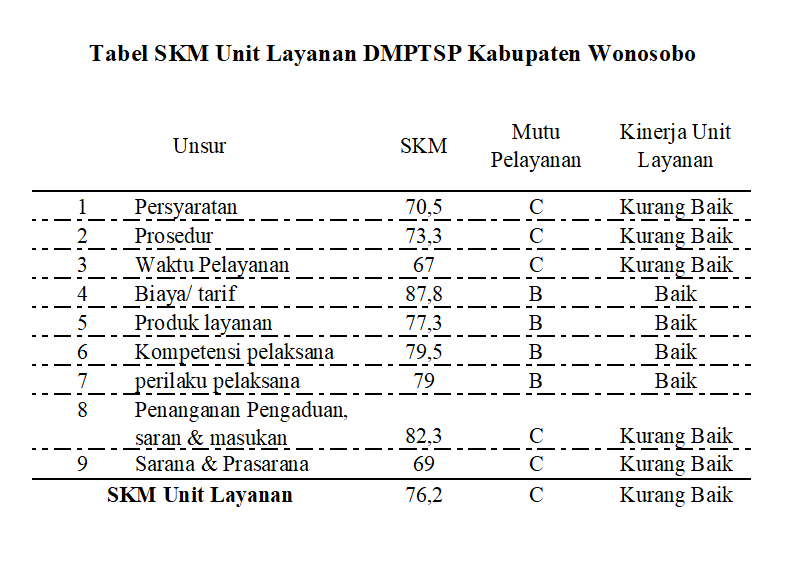 Tabel SKM Unit Layanan DMPTSP Kabupaten Wonosobo
Unsur SKM Mutu Pelayanan Kinerja Unit Layanan
1 Persyaratan 70,5 C Kurang Baik
2 Prosedur 73,3 C Kurang Baik
3 Waktu Pelayanan 67 C Kurang Baik
4 Biaya/ tarif 87,8 B Baik
5 Produk layanan 77,3 B Baik
6 Kompetensi pelaksana 79,5 B Baik
7 perilaku pelaksana 79 B Baik
8 Penanganan Pengaduan,
saran & masukan 82,3 C Kurang Baik
9 Sarana & Prasarana 69 C Kurang Baik
SKM Unit Layanan 76,2 C Kurang Baik